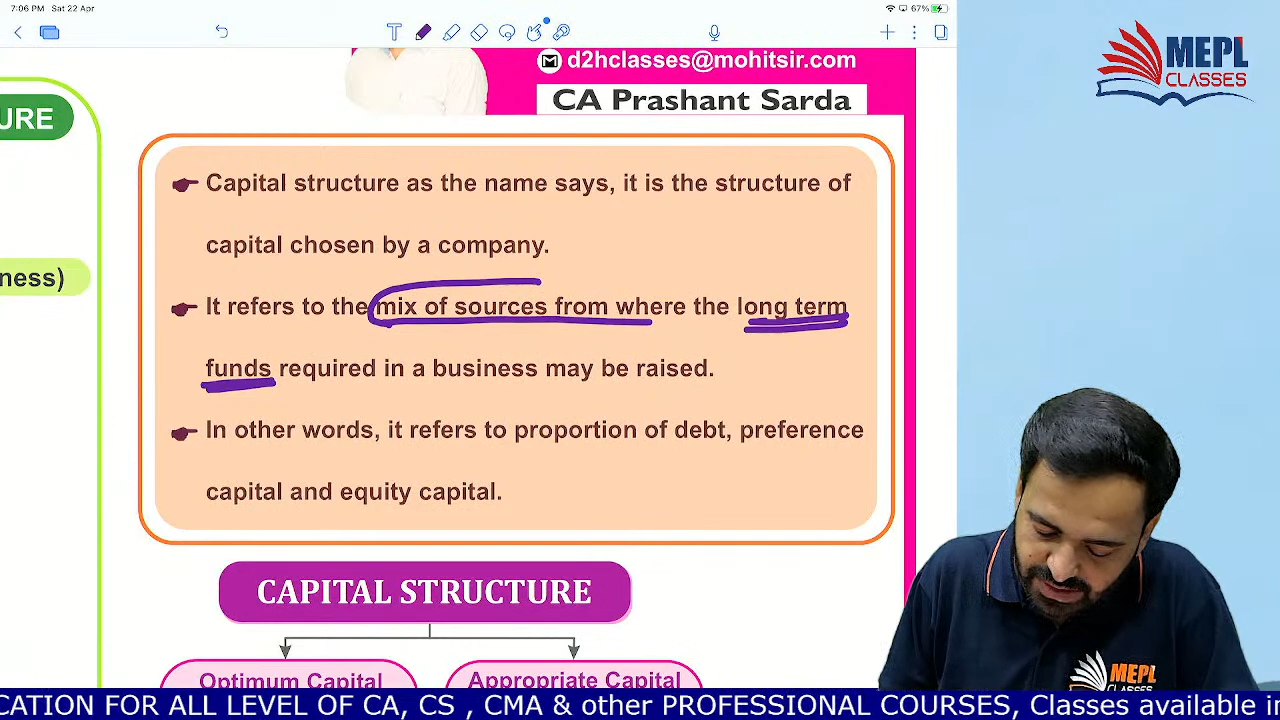 7:06 PM Sat 22 Apr
67%
d2hclasses@mohitsir.com
CA Prashant Sarda
MEPL
CLASSES
URE
ness)
Capital structure as the name says, it is the structure of
capital chosen by a company.
It refers to the mix of sources from where the long term
funds required in a business may be raised.
In other words, it refers to proportion of debt, preference
capital and equity capital.
CAPITAL STRUCTURE
Optimum Capital
Appropriate Capital
MEPL
CLASSES
CATION FOR ALL LEVEL OF CA, CS , CMA & other PROFESSIONAL COURSES, Classes available in